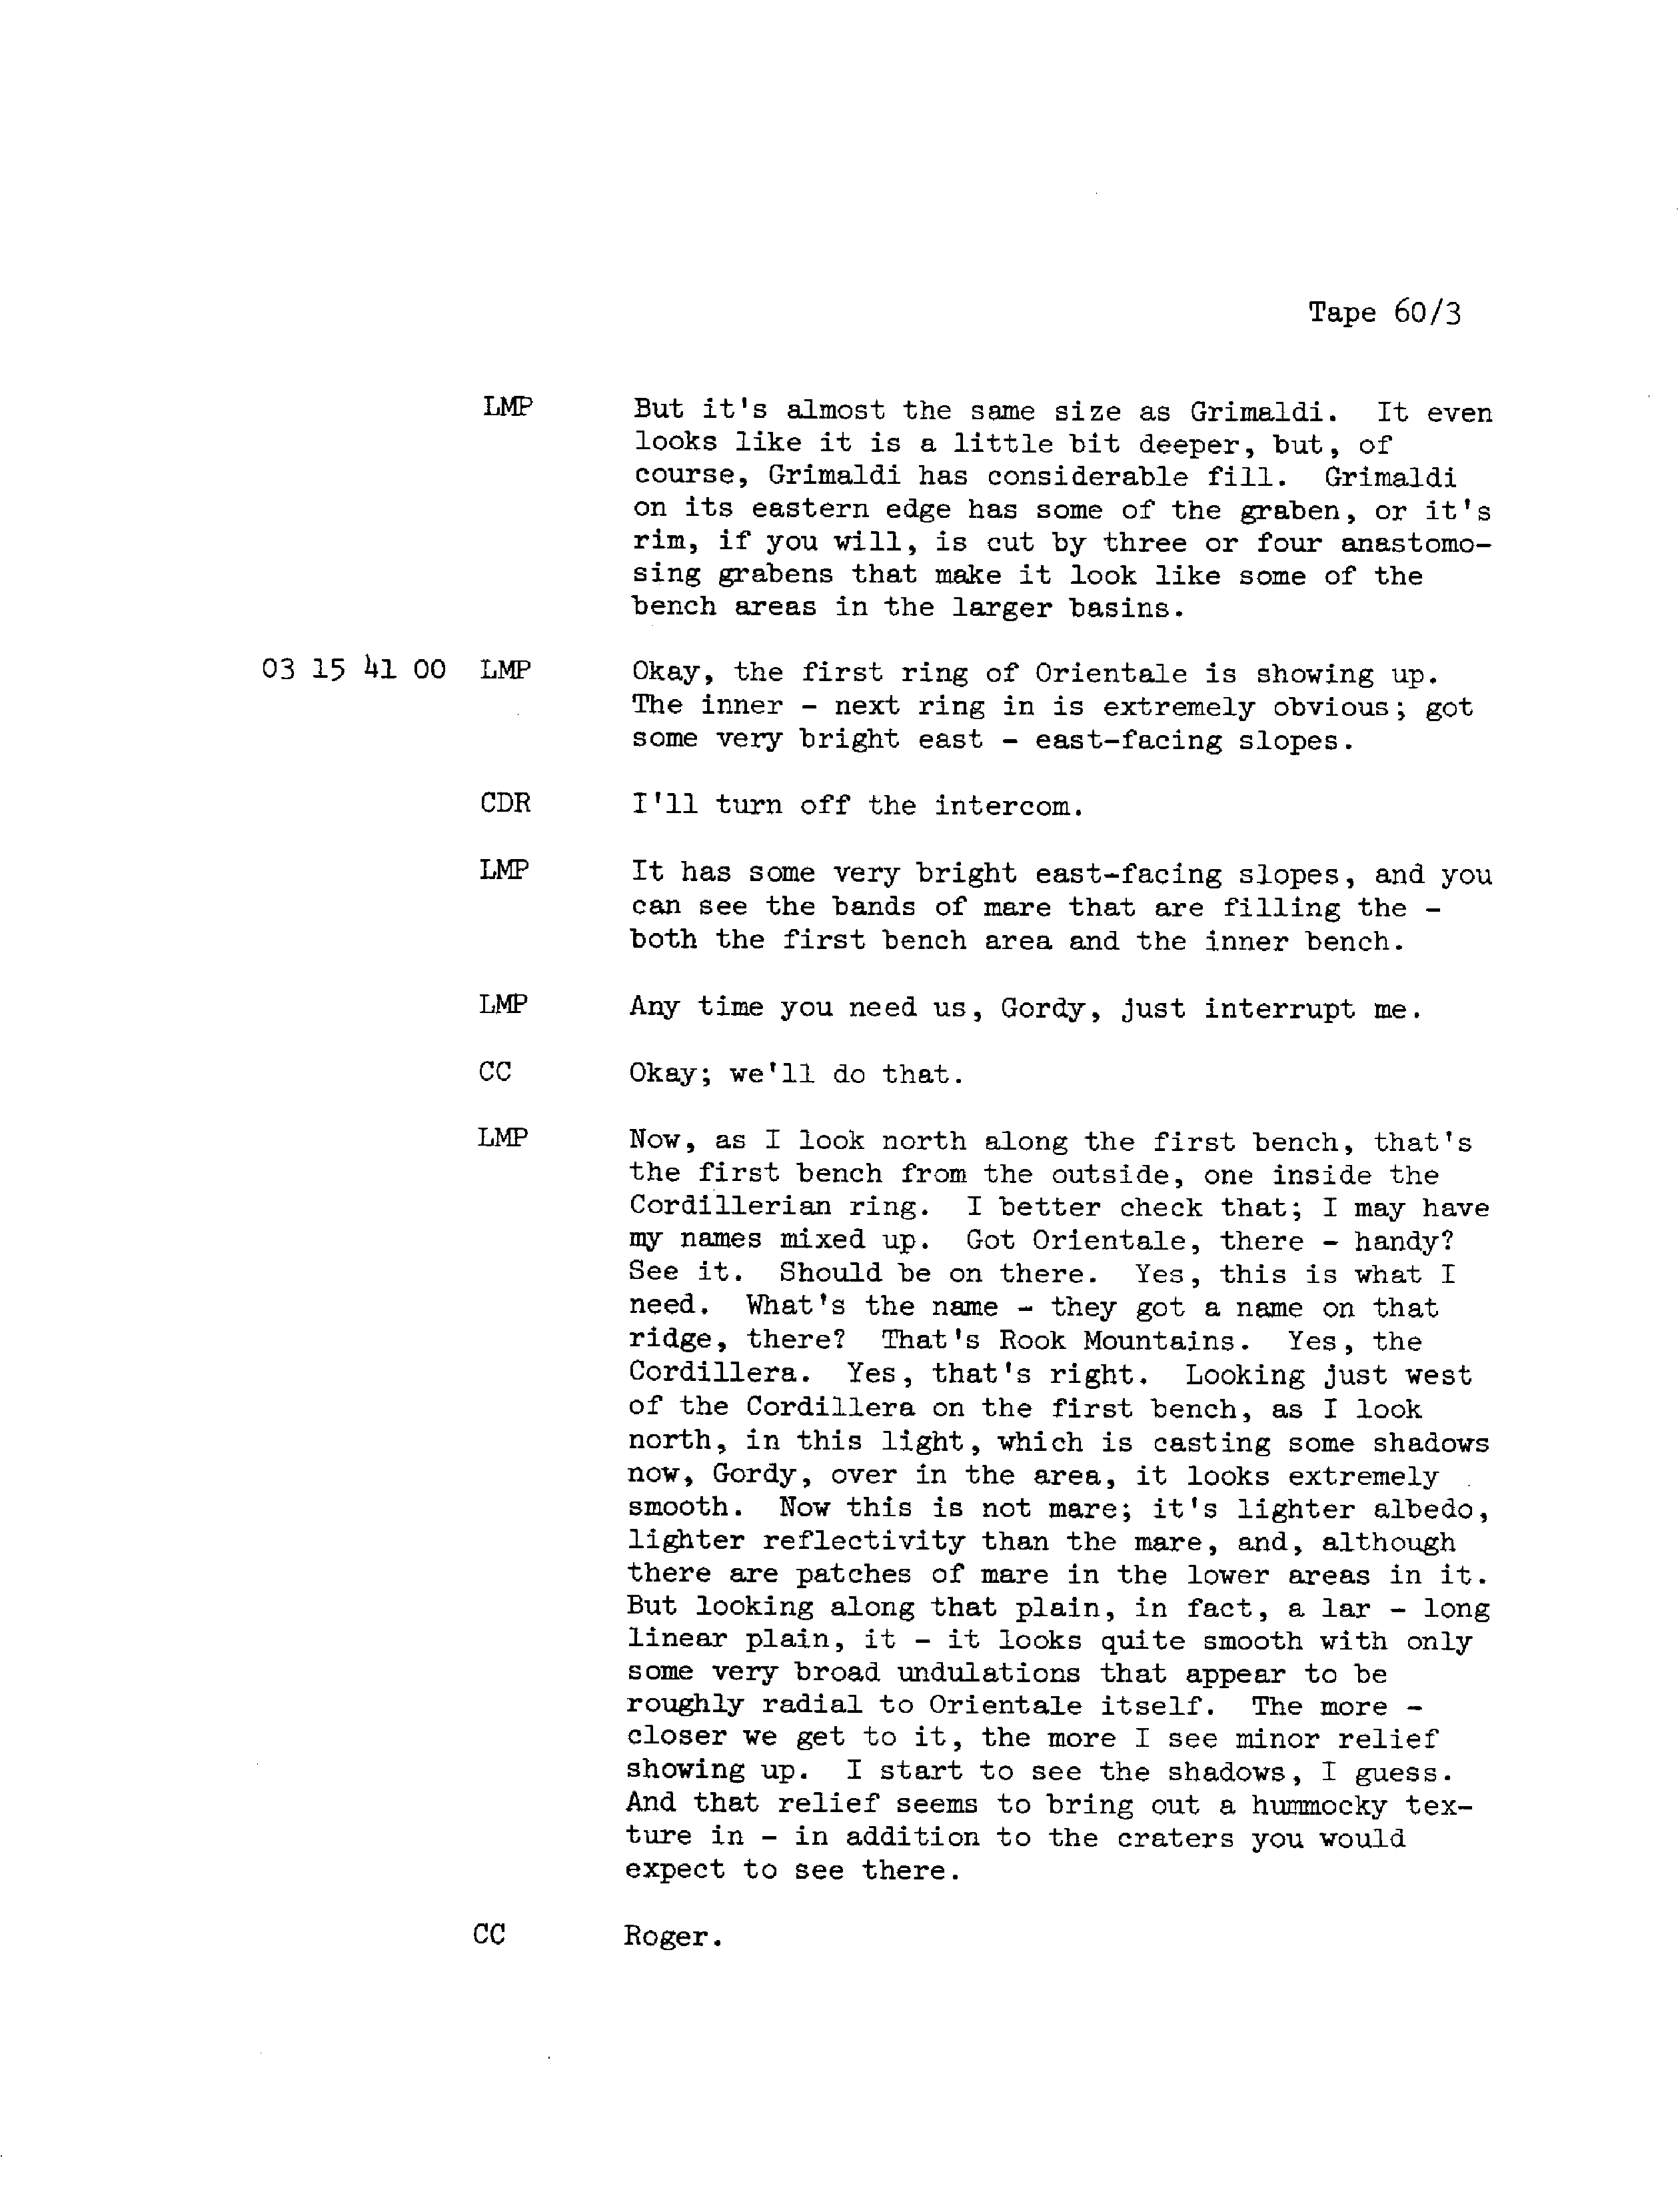 Tape 60/3
LMP But it's almost the same size as Grimaldi. It even
looks like it is a little bit deeper, but, of
course, Grimaldi has considerable fill. Grimaldi
on its eastern edge has some of the graben, or it's
rim, if you will, is cut by three or four anastomo-
sing grabens that make it look like some of the
bench areas in the larger basins.
03 15 41 00 LMP Okay, the first ring of Orientale is showing up.
The inner - next ring in is extremely obvious; got
some very bright east - east-facing slopes.
CDR I'll turn off the intercom.
LMP It has some very bright east-facing slopes, and you
can see the bands of mare that are filling the -
both the first bench area and the inner bench.
LMP Any time you need us, Gordy, just interrupt me.
CC Okay; we'll do that.
LMP Now, as I look north along the first bench, that's
the first bench from the outside, one inside the
Cordillerian ring. I better check that; I may have
my names mixed up. Got Orientale, there - handy?
See it. Should be on there. Yes, this is what I
need. What's the name - they got a name on that
ridge, there? That's Rook Mountains. Yes, the
Cordillera. Yes, that's right. Looking just west
of the Cordillera on the first bench, as I look
north, in this light, which is casting some shadows
now, Gordy, over in the area, it looks extremely
smooth. Now this is not mare; it's lighter albedo,
lighter reflectivity than the mare, and, although
there are patches of mare in the lower areas in it.
But looking along that plain, in fact, a lar - long
linear plain, it - it looks quite smooth with only
some very broad undulations that appear to be
roughly radial to Orientale itself. The more -
closer we get to it, the more I see minor relief
showing up. I start to see the shadows, I guess.
And that relief seems to bring out a hummocky tex-
ture in - in addition to the craters you would
expect to see there.
CC Roger.